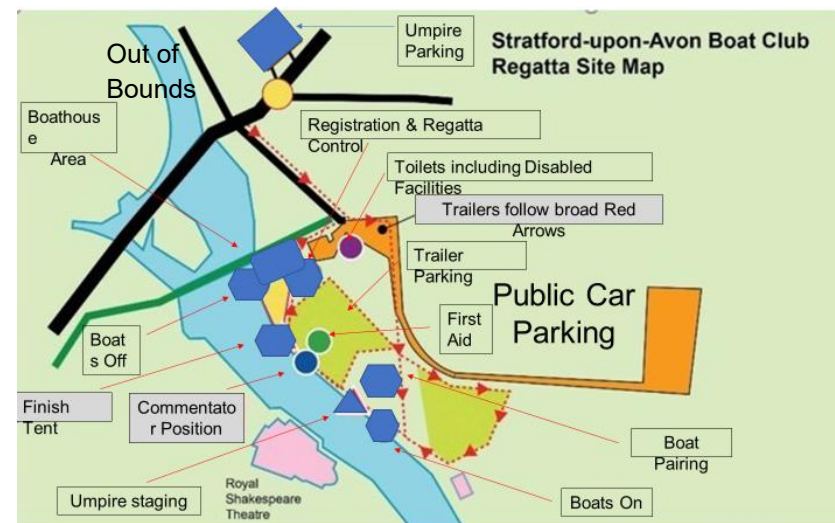 Umpire
Parking
Stratford-upon-Avon Boat Club
Regatta Site Map
Out of
Bounds
Boathous
e
Area
Registration & Regatta
Control
Toilets including Disabled
Facilities
Trailers follow broad Red
Arrows
Trailer
Parking
Public Car
Parking
First
Aid
Boat
s Off
Finish
Tent
Commentato
r Position
Boat
Pairing
Umpire staging
Royal
Shakespeare
Theatre
Boats On